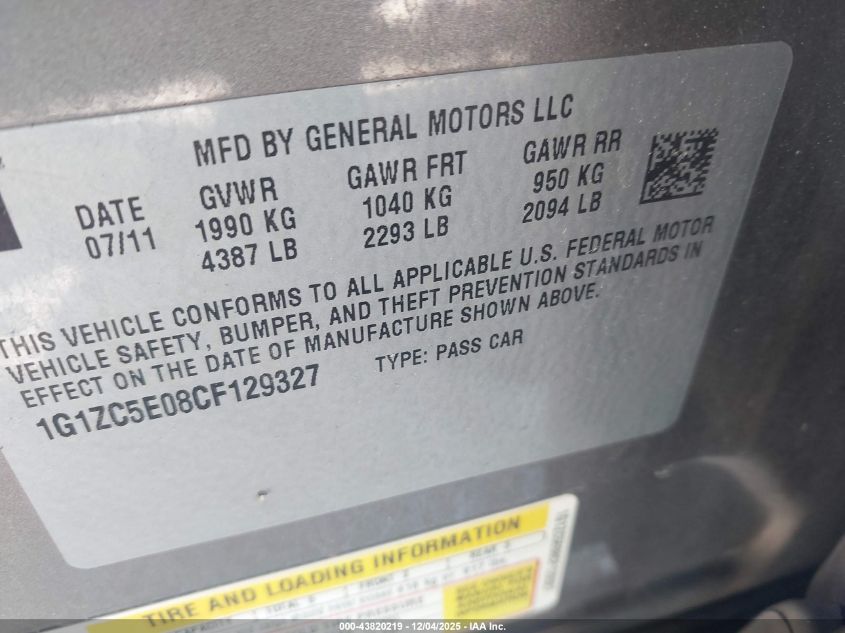 MFD BY GENERAL MOTORS LLC
DATE GVWR GAWR FRT GAWR RR
07/11 1990 KG 1040 KG 950 KG
4387 LB 2293 LB 2094 LB
THIS VEHICLE CONFORMS TO ALL APPLICABLE U.S. FEDERAL MOTOR
VEHICLE SAFETY, BUMPER, AND THEFT PREVENTION STANDARDS IN
EFFECT ON THE DATE OF MANUFACTURE SHOWN ABOVE.
1G1ZC5E08CF129327 TYPE: PASS CAR
TIRE AND LOADING INFORMATION
000-43820219 - 12/04/2025 - IAA Inc.